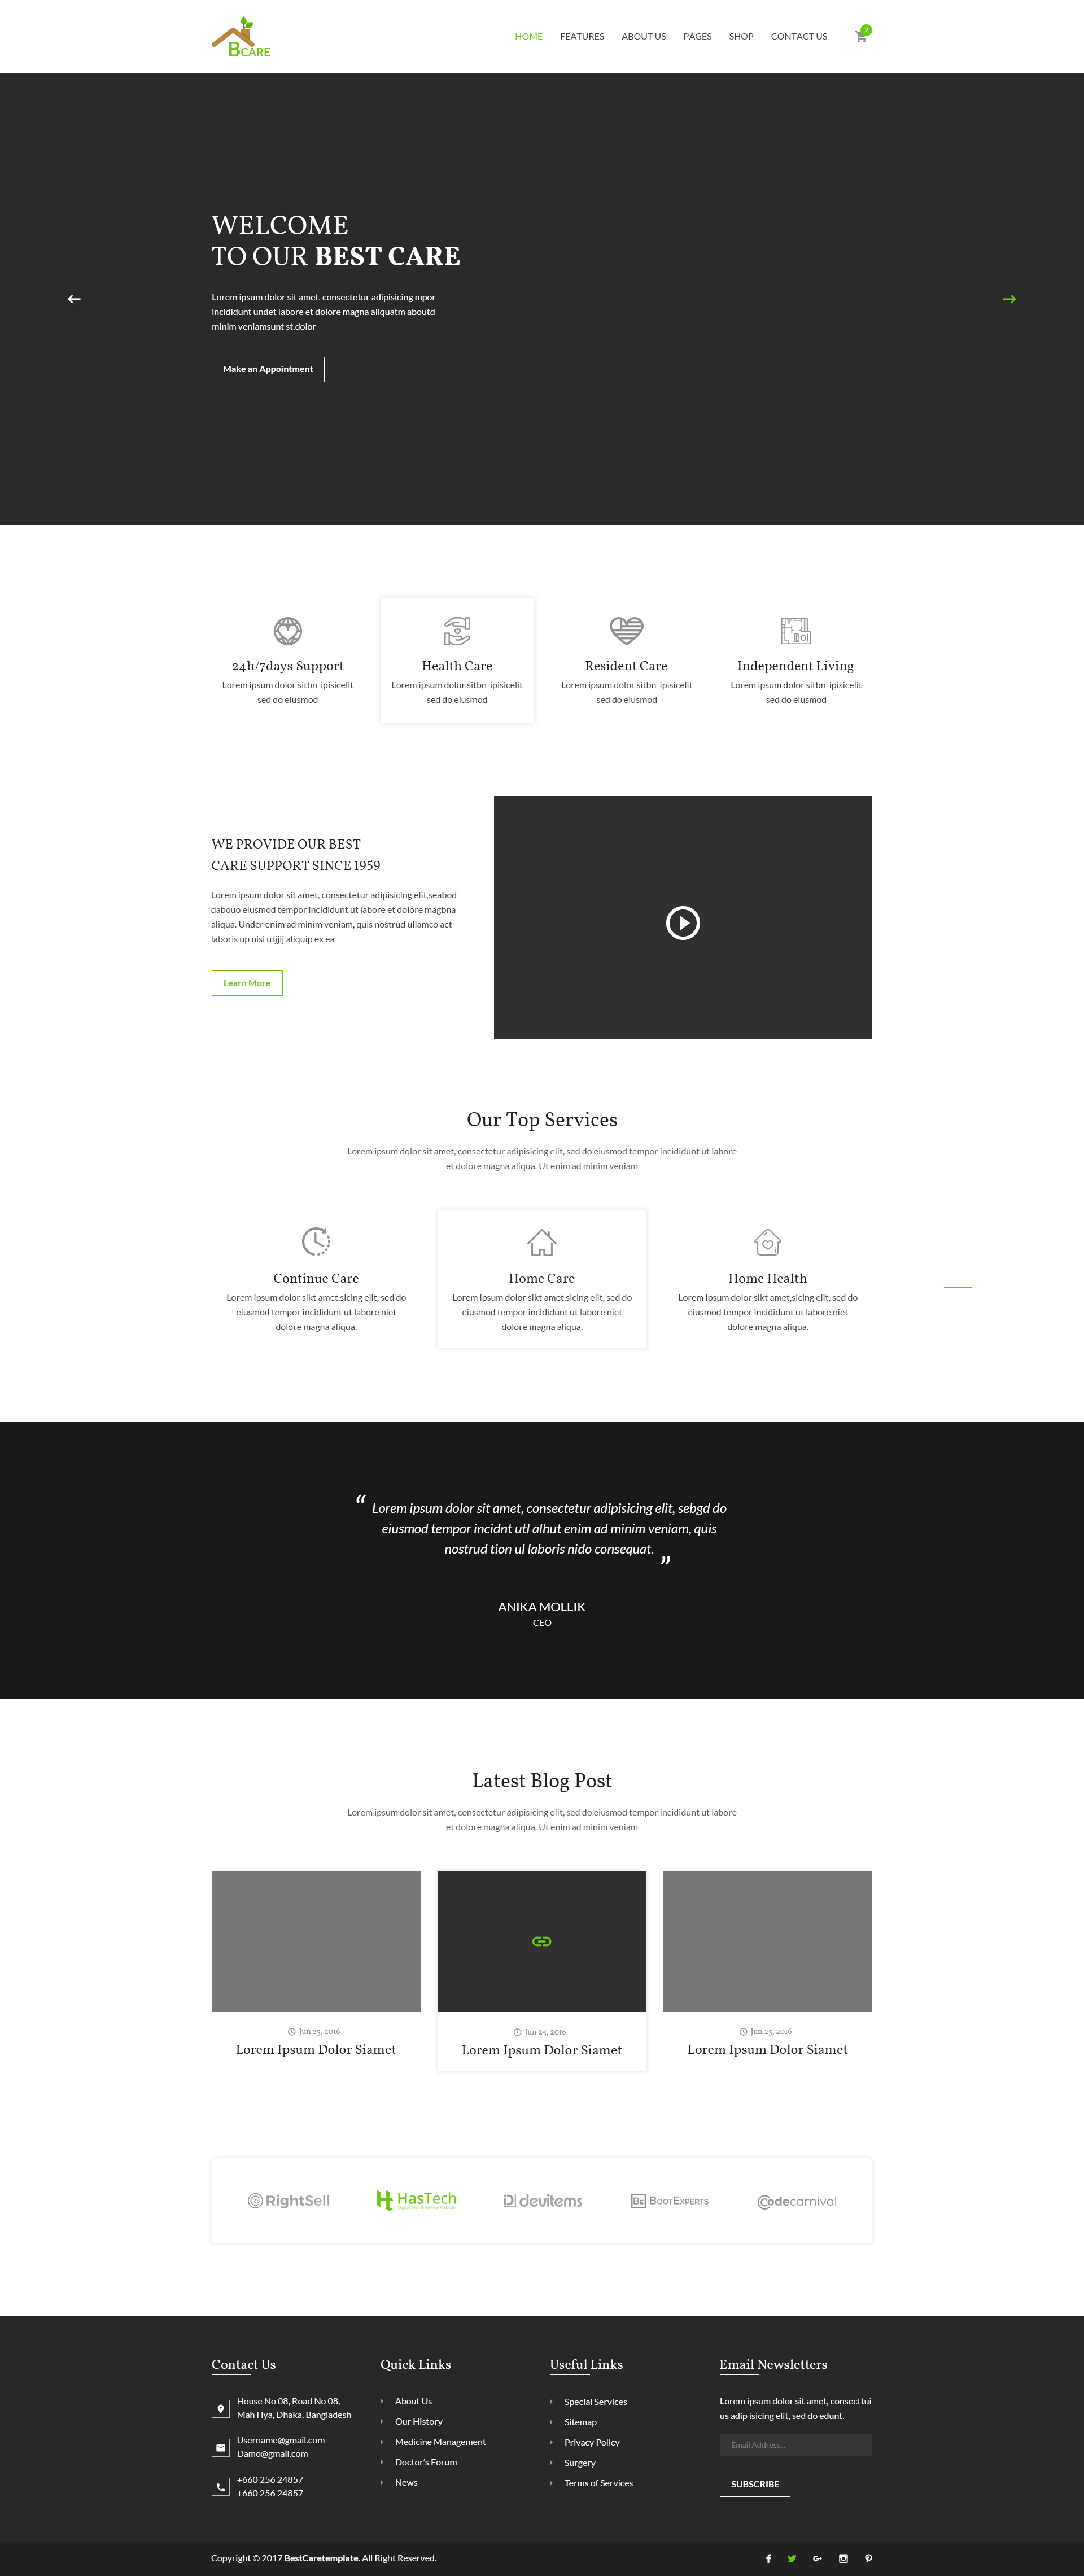 BCARE
HOME FEATURES ABOUT US PAGES SHOP CONTACT US 2
WELCOME
TO OUR BEST CARE
Lorem ipsum dolor sit amet, consectetur adipisicing mpor
incididunt undet labore et dolore magna aliquatm aboutd
minim veniamsunt st.dolor
Make an Appointment
24h/7days Support
Lorem ipsum dolor sitbn ipisicelit
sed do eiusmod
Health Care
Lorem ipsum dolor sitbn ipisicelit
sed do eiusmod
Resident Care
Lorem ipsum dolor sitbn ipisicelit
sed do eiusmod
Independent Living
Lorem ipsum dolor sitbn ipisicelit
sed do eiusmod
WE PROVIDE OUR BEST
CARE SUPPORT SINCE 1959
Lorem ipsum dolor sit amet, consectetur adipisicing elit,seabod
dabouo eiusmod tempor incididunt ut labore et dolore magbna
aliqua. Under enim ad minim veniam, quis nostrud ullamco act
laboris up nisi utjjij aliquip ex ea
Learn More
Our Top Services
Lorem ipsum dolor sit amet, consectetur adipisicing elit, sed do eiusmod tempor incididunt ut labore
et dolore magna aliqua. Ut enim ad minim veniam
Continue Care
Lorem ipsum dolor sikt amet,sicing elit, sed do
eiusmod tempor incididunt ut labore niet
dolore magna aliqua.
Home Care
Lorem ipsum dolor sikt amet,sicing elit, sed do
eiusmod tempor incididunt ut labore niet
dolore magna aliqua.
Home Health
Lorem ipsum dolor sikt amet,sicing elit, sed do
eiusmod tempor incididunt ut labore niet
dolore magna aliqua.
“ Lorem ipsum dolor sit amet, consectetur adipisicing elit, sebgd do
eiusmod tempor incidnt utl alhut enim ad minim veniam, quis
nostrud tion ul laboris nido consequat. ”
ANIKA MOLLIK
CEO
Latest Blog Post
Lorem ipsum dolor sit amet, consectetur adipisicing elit, sed do eiusmod tempor incididunt ut labore
et dolore magna aliqua. Ut enim ad minim veniam
Jun 25, 2016
Lorem Ipsum Dolor Siamet
Jun 25, 2016
Lorem Ipsum Dolor Siamet
Jun 25, 2016
Lorem Ipsum Dolor Siamet
RS RightSell
HasTech
Digital Tech & Service Provider
devitems
BE BOOTEXPERTS
Codecarnival
Contact Us
House No 08, Road No 08,
Mah Hya, Dhaka, Bangladesh
Username@gmail.com
Damo@gmail.com
+660 256 24857
+660 256 24857
Quick Links
About Us
Our History
Medicine Management
Doctor's Forum
News
Useful Links
Special Services
Sitemap
Privacy Policy
Surgery
Terms of Services
Email Newsletters
Lorem ipsum dolor sit amet, consecttui
us adip isicing elit, sed do edunt.
Email Address...
SUBSCRIBE
Copyright © 2017 BestCaretemplate. All Right Reserved.